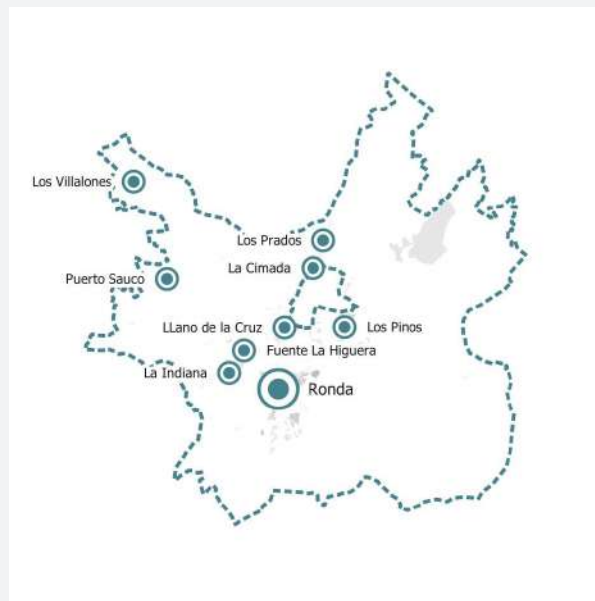 Los Villalones
Los Prados
La Cimada
Puerto Sauco
LLano de la Cruz
Los Pinos
Fuente La Higuera
La Indiana
Ronda